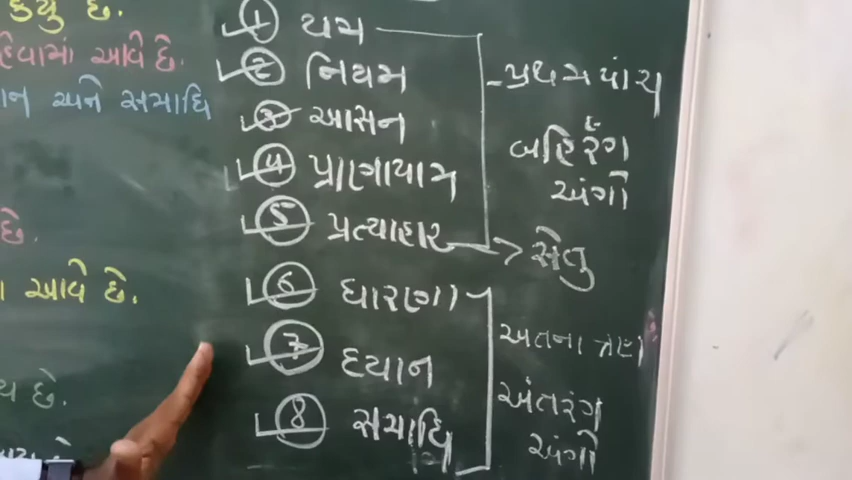 કર્યું છે.
આવે છે.
અને સમાધિ
છે.
આવે છે.
છે.
1 યમ
2 નિયમ
3 આસન
4 પ્રાણાયામ
5 પ્રત્યાહાર
6 ધારણા
7 દયાન
8 સમાધિ
- પ્રથમ પાંચ
બહિરંગ
અંગો
સેતુ
અંતના ત્રણ
અંતરંગ
અંગો